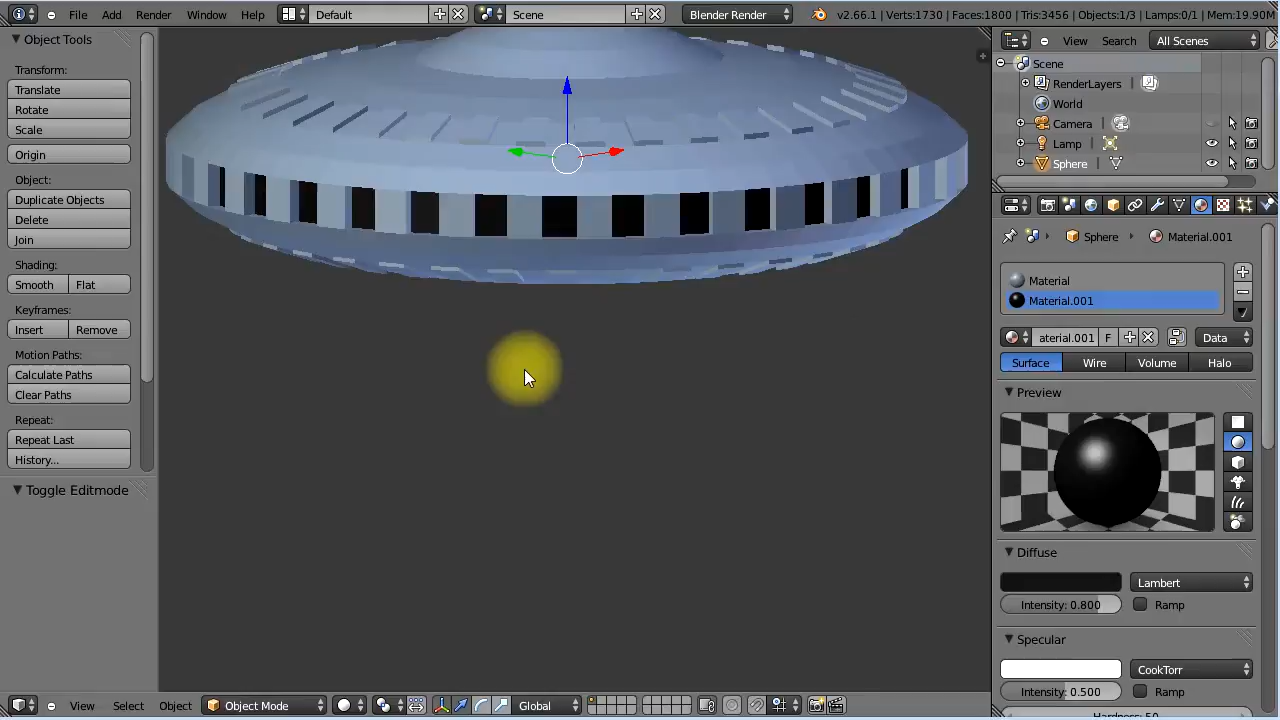 File Add Render Window Help Default Scene Blender Render v2.66.1 | Verts:1730 | Faces:1800 | Tris:3456 | Objects:1/3 | Lamps:0/1 | Mem:19.90M
Object Tools
Transform:
Translate
Rotate
Scale
Origin
Object:
Duplicate Objects
Delete
Join
Shading:
Smooth Flat
Keyframes:
Insert Remove
Motion Paths:
Calculate Paths
Clear Paths
Repeat:
Repeat Last
History...
Toggle Editmode
View Select Object Object Mode Global
View Search All Scenes
Scene
RenderLayers |
World
Camera |
Lamp |
Sphere |
Sphere Material.001
Material
Material.001
aterial.001 F Data
Surface Wire Volume Halo
Preview
Diffuse
Lambert
Intensity: 0.800 Ramp
Specular
CookTorr
Intensity: 0.500 Ramp
Hardness: 50